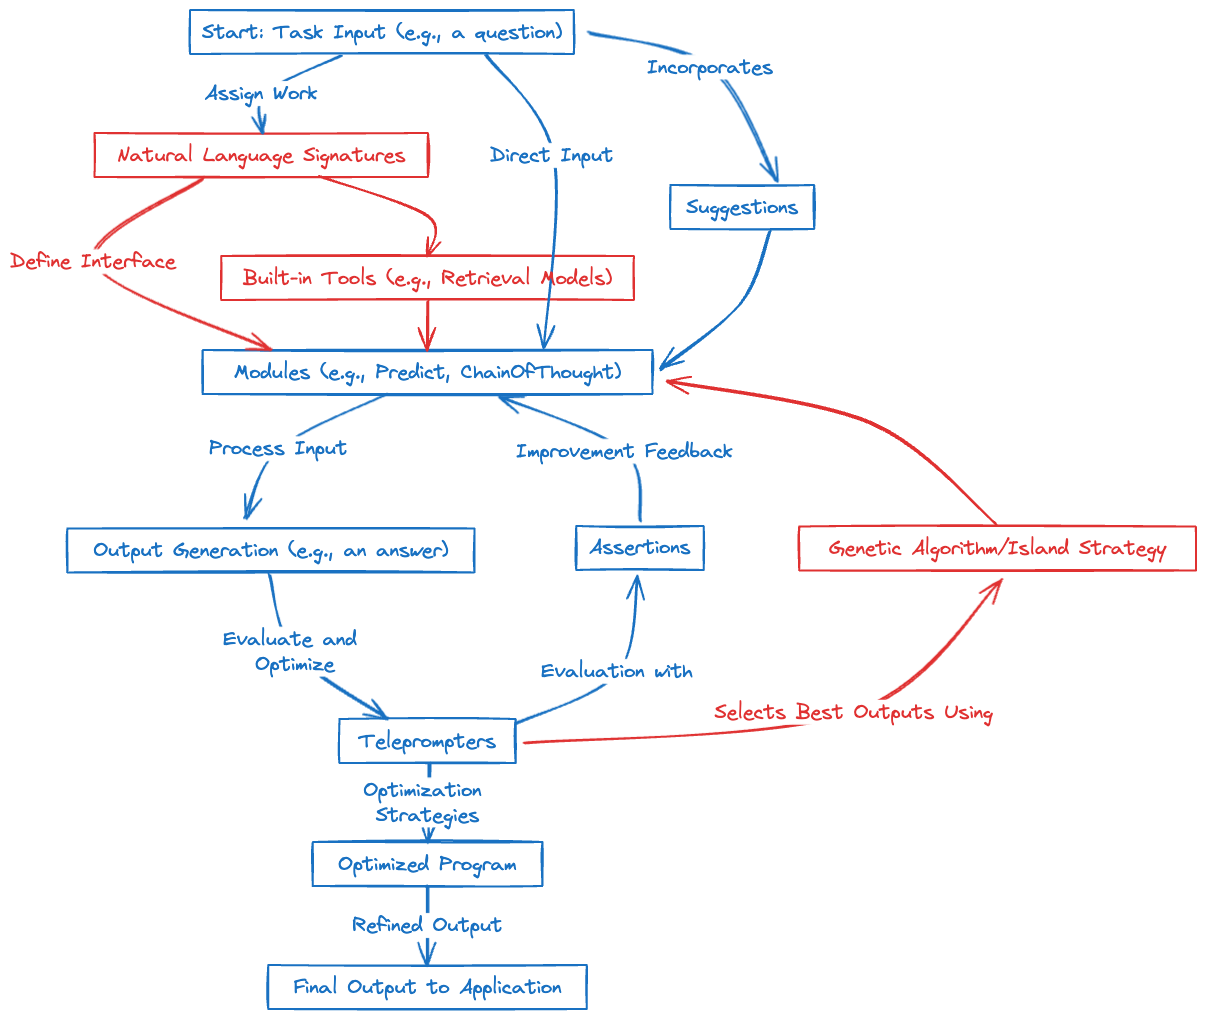 Start: Task Input (e.g., a question)
Incorporates
Assign Work
Direct Input
Natural Language Signatures
Suggestions
Define Interface
Built-in Tools (e.g., Retrieval Models)
Modules (e.g., Predict, ChainOfThought)
Process Input
Improvement Feedback
Output Generation (e.g., an answer)
Assertions
Genetic Algorithm/Island Strategy
Evaluate and
Optimize
Evaluation with
Selects Best Outputs Using
Teleprompters
Optimization
Strategies
Optimized Program
Refined Output
Final Output to Application